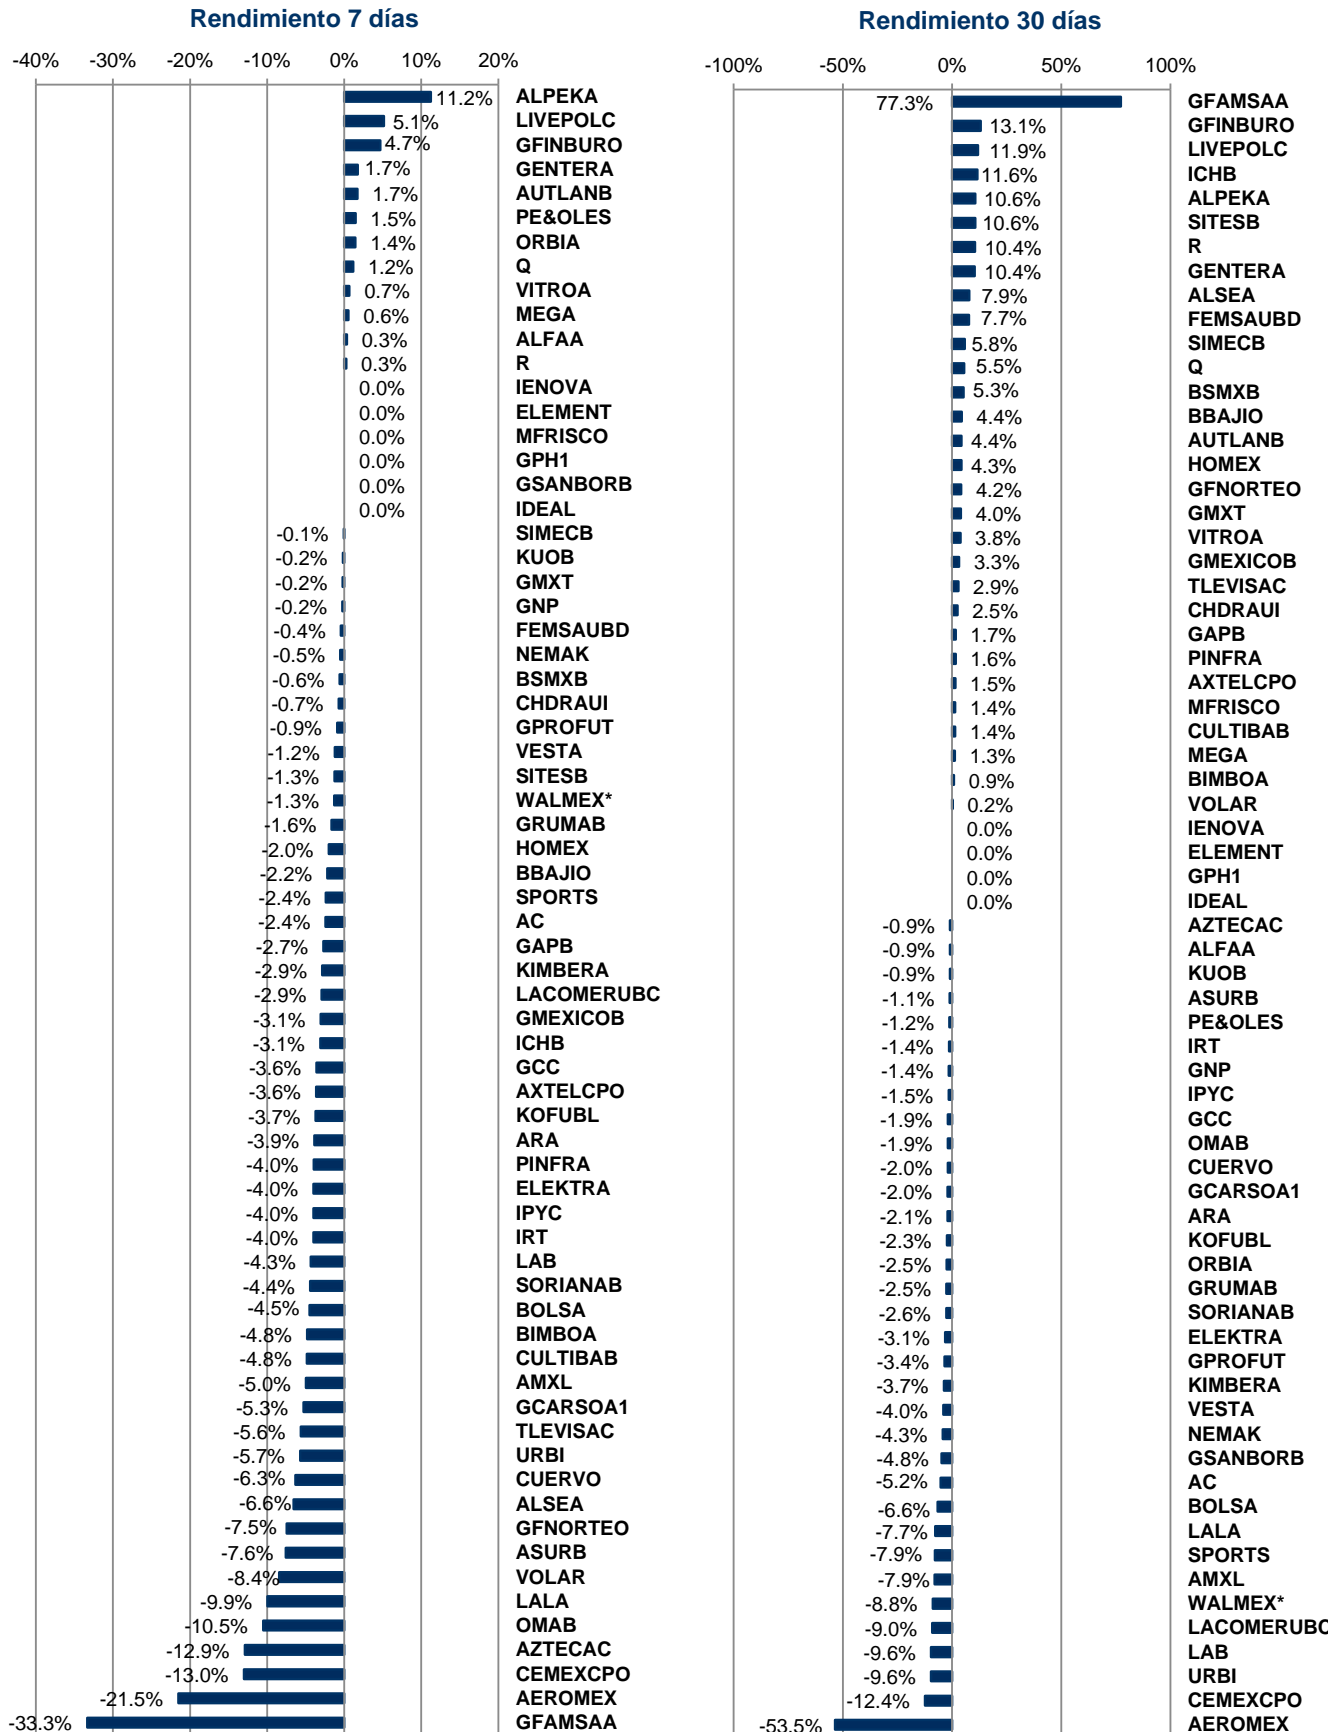 Rendimiento 7 días
-40% -30% -20% -10% 0% 10% 20%
11.2% ALPEKA
5.1% LIVEPOLC
4.7% GFINBURO
1.7% GENTERA
1.7% AUTLANB
1.5% PE&OLES
1.4% ORBIA
1.2% Q
0.7% VITROA
0.6% MEGA
0.3% ALFAA
0.3% R
0.0% IENOVA
0.0% ELEMENT
0.0% MFRISCO
0.0% GPH1
0.0% GSANBORB
0.0% IDEAL
-0.1% SIMECB
-0.2% KUOB
-0.2% GMXT
-0.2% GNP
-0.4% FEMSAUBD
-0.5% NEMAK
-0.6% BSMXB
-0.7% CHDRAUI
-0.9% GPROFUT
-1.2% VESTA
-1.3% SITESB
-1.3% WALMEX*
-1.6% GRUMAB
-2.0% HOMEX
-2.2% BBAJIO
-2.4% SPORTS
-2.4% AC
-2.7% GAPB
-2.9% KIMBERA
-2.9% LACOMERUBC
-3.1% GMEXICOB
-3.1% ICHB
-3.6% GCC
-3.6% AXTELCPO
-3.7% KOFUBL
-3.9% ARA
-4.0% PINFRA
-4.0% ELEKTRA
-4.0% IPYC
-4.0% IRT
-4.3% LAB
-4.4% SORIANAB
-4.5% BOLSA
-4.8% BIMBOA
-4.8% CULTIBAB
-5.0% AMXL
-5.3% GCARSOA1
-5.6% TLEVISAC
-5.7% URBI
-6.3% CUERVO
-6.6% ALSEA
-7.5% GFNORTEO
-7.6% ASURB
-8.4% VOLAR
-9.9% LALA
-10.5% OMAB
-12.9% AZTECAC
-13.0% CEMEXCPO
-21.5% AEROMEX
-33.3% GFAMSAA
Rendimiento 30 días
-100% -50% 0% 50% 100%
77.3% GFAMSAA
13.1% GFINBURO
11.9% LIVEPOLC
11.6% ICHB
10.6% ALPEKA
10.6% SITESB
10.4% R
10.4% GENTERA
7.9% ALSEA
7.7% FEMSAUBD
5.8% SIMECB
5.5% Q
5.3% BSMXB
4.4% BBAJIO
4.4% AUTLANB
4.3% HOMEX
4.2% GFNORTEO
4.0% GMXT
3.8% VITROA
3.3% GMEXICOB
2.9% TLEVISAC
2.5% CHDRAUI
1.7% GAPB
1.6% PINFRA
1.5% AXTELCPO
1.4% MFRISCO
1.4% CULTIBAB
1.3% MEGA
0.9% BIMBOA
0.2% VOLAR
0.0% IENOVA
0.0% ELEMENT
0.0% GPH1
0.0% IDEAL
-0.9% AZTECAC
-0.9% ALFAA
-0.9% KUOB
-1.1% ASURB
-1.2% PE&OLES
-1.4% IRT
-1.4% GNP
-1.5% IPYC
-1.9% GCC
-1.9% OMAB
-2.0% CUERVO
-2.0% GCARSOA1
-2.1% ARA
-2.3% KOFUBL
-2.5% ORBIA
-2.5% GRUMAB
-2.6% SORIANAB
-3.1% ELEKTRA
-3.4% GPROFUT
-3.7% KIMBERA
-4.0% VESTA
-4.3% NEMAK
-4.8% GSANBORB
-5.2% AC
-6.6% BOLSA
-7.7% LALA
-7.9% SPORTS
-7.9% AMXL
-8.8% WALMEX*
-9.0% LACOMERUBC
-9.6% LAB
-9.6% URBI
-12.4% CEMEXCPO
-53.5% AEROMEX